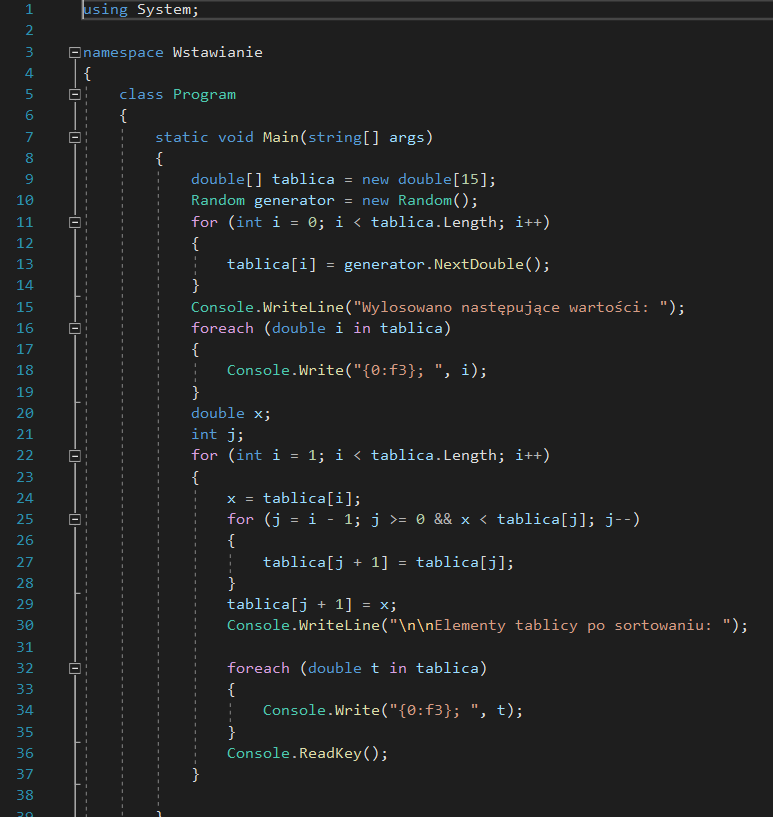 1 using System;
2
3 namespace Wstawianie
4 {
5 class Program
6 {
7 static void Main(string[] args)
8 {
9 double[] tablica = new double[15];
10 Random generator = new Random();
11 for (int i = 0; i < tablica.Length; i++)
12 {
13 tablica[i] = generator.NextDouble();
14 }
15 Console.WriteLine("Wylosowano następujące wartości: ");
16 foreach (double i in tablica)
17 {
18 Console.Write("{0:f3}; ", i);
19 }
20 double x;
21 int j;
22 for (int i = 1; i < tablica.Length; i++)
23 {
24 x = tablica[i];
25 for (j = i - 1; j >= 0 && x < tablica[j]; j--)
26 {
27 tablica[j + 1] = tablica[j];
28 }
29 tablica[j + 1] = x;
30 Console.WriteLine("\n\nElementy tablicy po sortowaniu: ");
31
32 foreach (double t in tablica)
33 {
34 Console.Write("{0:f3}; ", t);
35 }
36 Console.ReadKey();
37 }
38
39 }